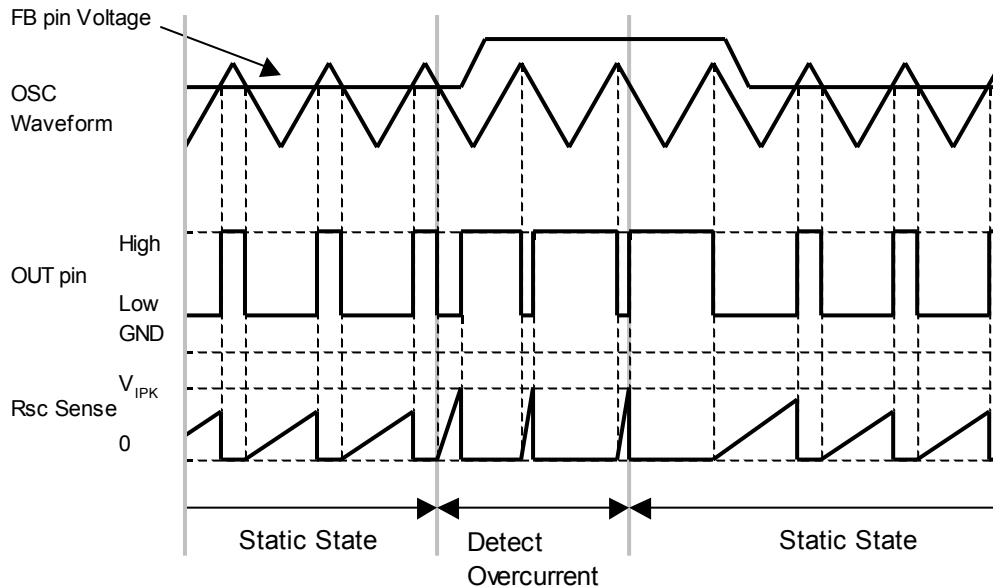 FB pin Voltage
OSC
Waveform
High
OUT pin
Low
GND
VIPK
Rsc Sense
0
Static State
Detect
Overcurrent
Static State